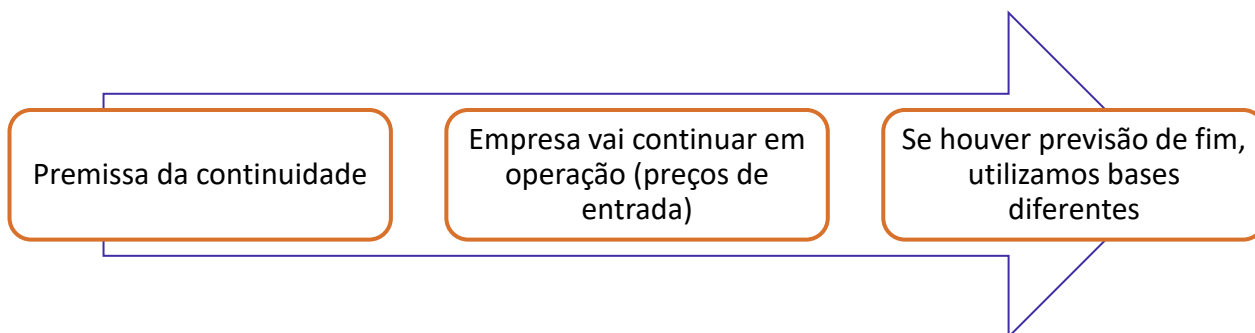 Premissa da continuidade
Empresa vai continuar em
operação (preços de
entrada)
Se houver previsão de fim,
utilizamos bases
diferentes